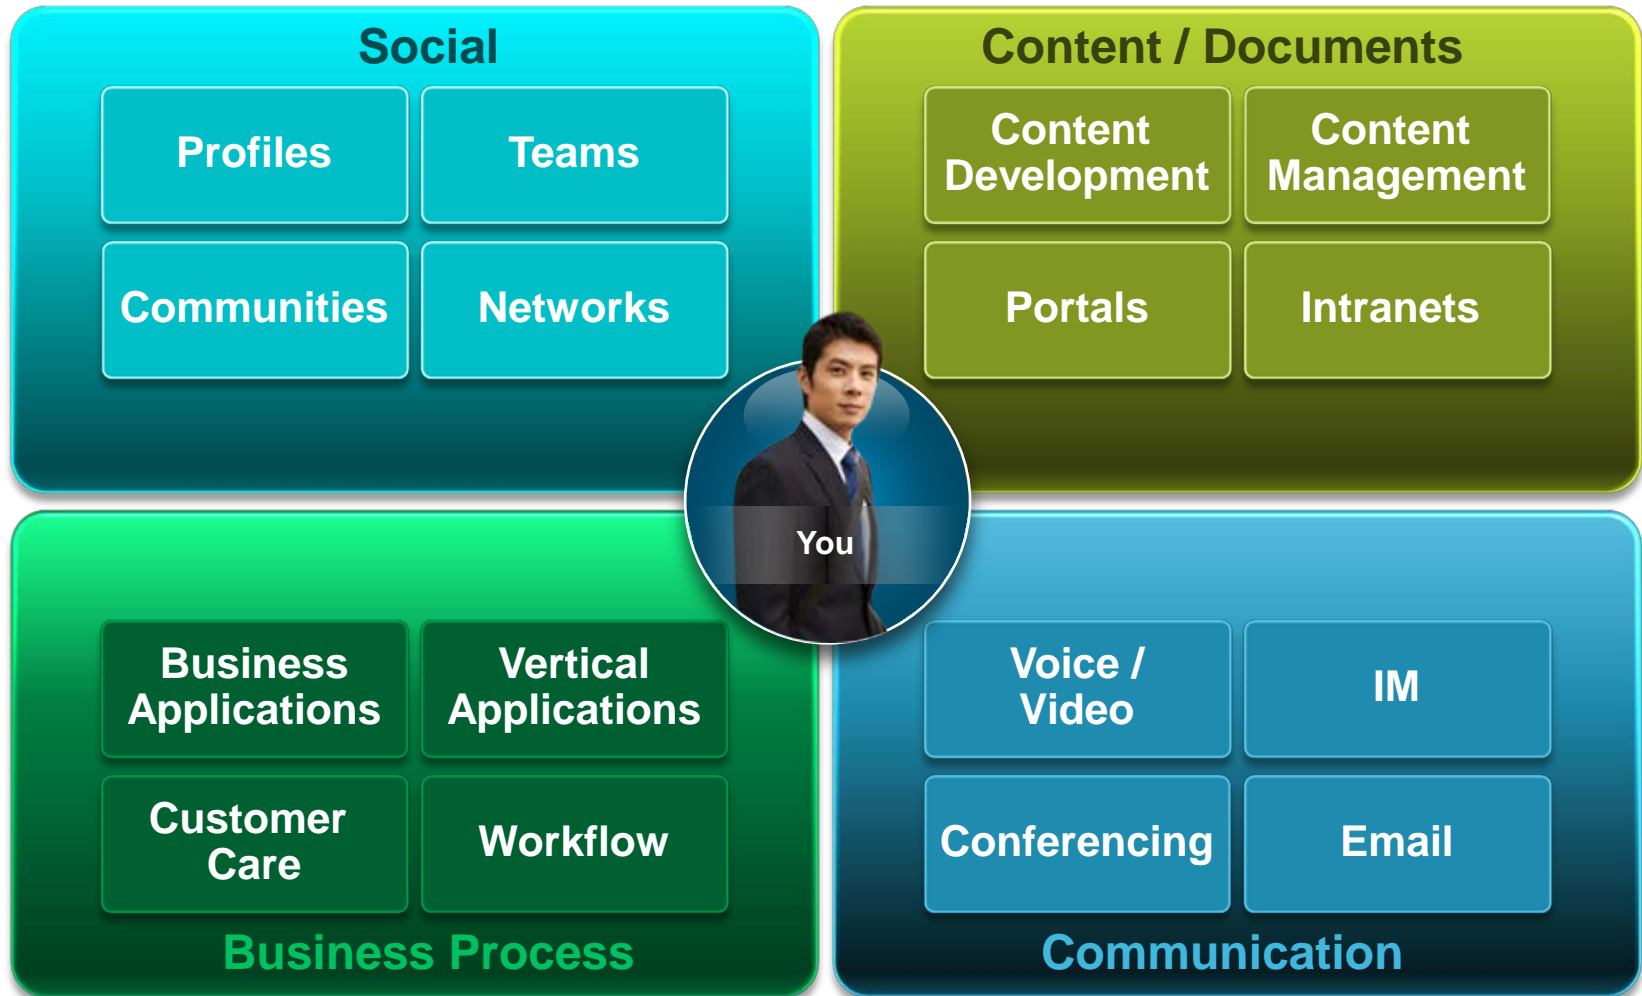 Social
Profiles
Teams
Communities
Networks
Content / Documents
Content
Development
Content
Management
Portals
Intranets
You
Business
Applications
Vertical
Applications
Customer
Care
Workflow
Business Process
Voice /
Video
IM
Conferencing
Email
Communication